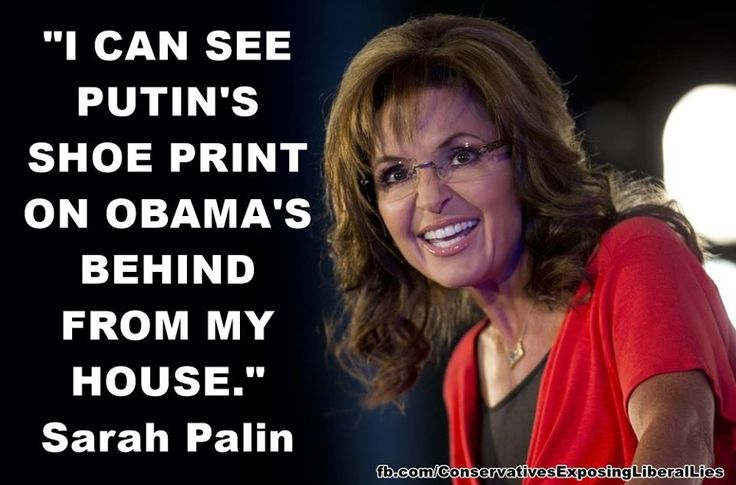 "I CAN SEE
PUTIN'S
SHOE PRINT
ON OBAMA'S
BEHIND
FROM MY
HOUSE."
Sarah Palin
fb.com/ConservativesExposingLiberalLies